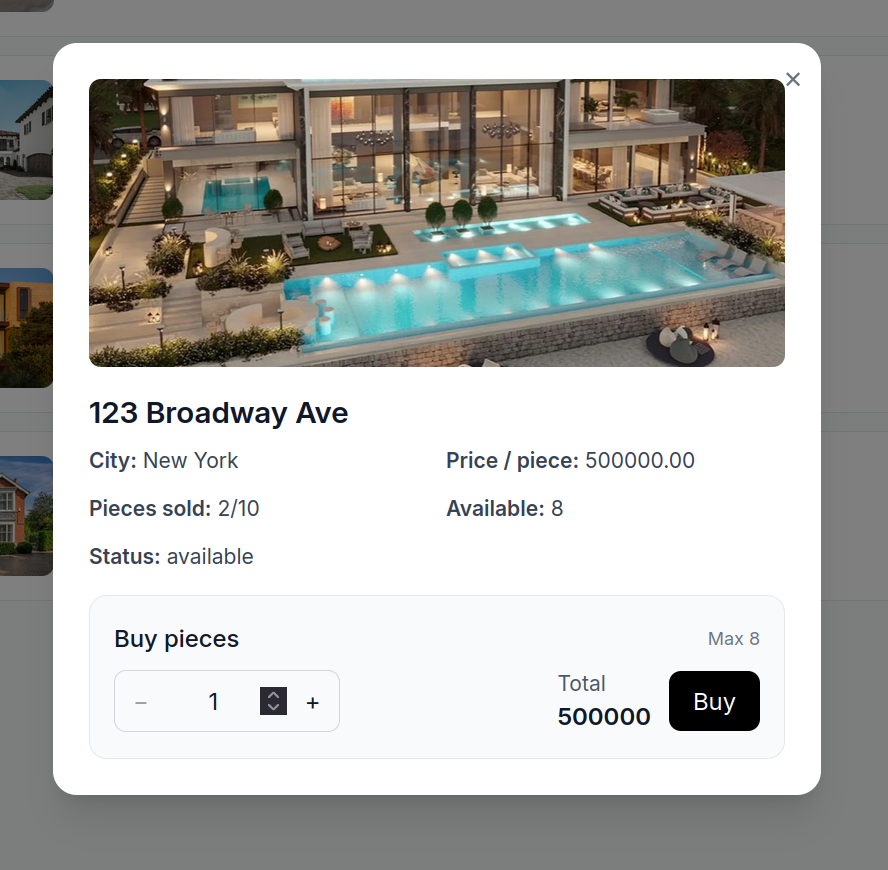 ×
123 Broadway Ave
City: New York
Price / piece: 500000.00
Pieces sold: 2/10
Available: 8
Status: available
Buy pieces
Max 8
− 1 +
Total
500000
Buy